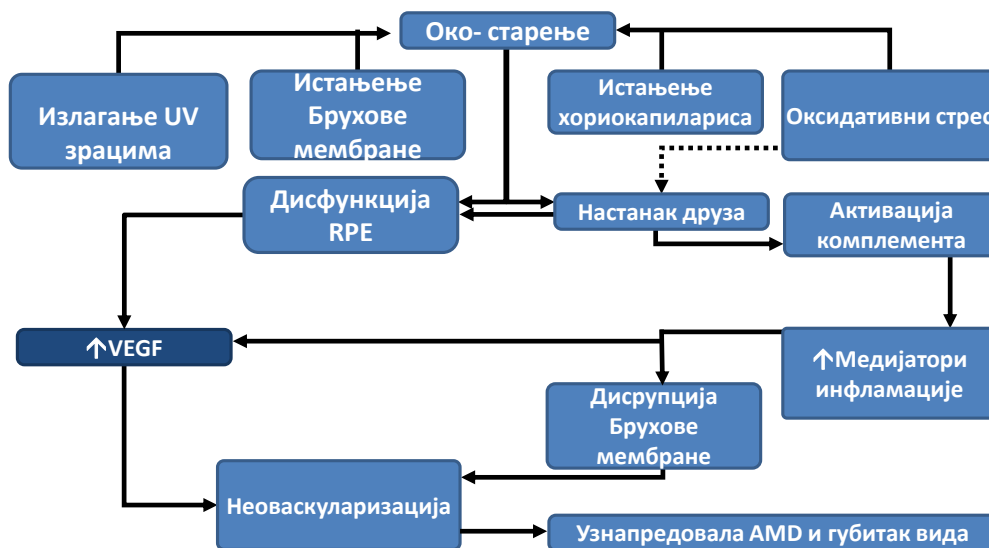 Око- старење
Излагање UV
зрацима
Истањење
Брухове
мембране
Истањење
хориокапилариса
Оксидативни стрес
Дисфункција
RPE
Настанак друза
Активација
комплемента
↑VEGF
↑Медијатори
инфламације
Дисрупција
Брухове
мембране
Неоваскуларизација
Узнапредовала AMD и губитак вида